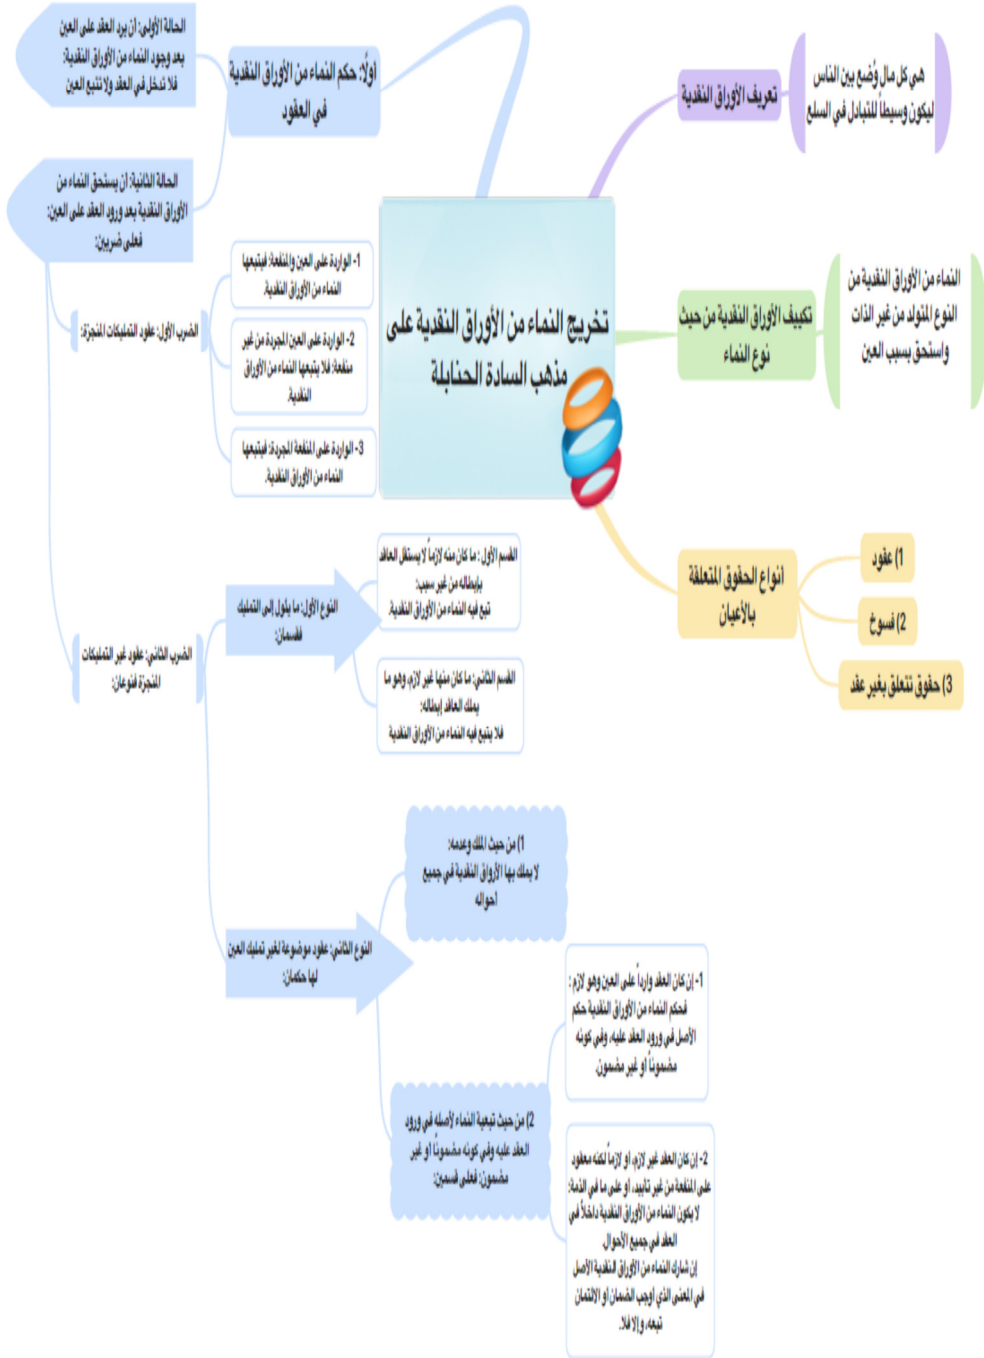 تخريج النماء من الأوراق النقدية على
مذهب السادة الحنابلة
تعريف الأوراق النقدية
هي كل مال وُضع بين الناس
ليكون وسيطاً للتبادل في السلع
تكييف الأوراق النقدية من حيث
نوع النماء
النماء من الأوراق النقدية من
النوع المتولد من غير الذات
واستحق بسبب العين
انواع الحقوق المتعلقة
بالأعيان
1) عقود
2) فسوخ
3) حقوق تتعلق بغير عقد
اولًا: حكم النماء من الأوراق النقدية
في العقود
الحالة الأولى: أن يرد العقد على العين
بعد وجود النماء من الأوراق النقدية:
فلا تدخل في العقد ولا تتبع العين
الحالة الثانية: أن يستحق النماء من
الأوراق النقدية بعد ورود العقد على العين:
فعلى ضربين:
الضرب الأول: عقود التمليكات المنجزة:
1- الواردة على العين والمنفعة: فيتبعها
النماء من الأوراق النقدية.
2- الواردة على العين المجردة من غير
منفعة: فلا يتبعها النماء من الأوراق
النقدية.
3- الواردة على المنفعة المجردة: فيتبعها
النماء من الأوراق النقدية.
الضرب الثاني: عقود غير التمليكات
المنجزة فنوعان:
النوع الأول: ما يئول إلى التمليك
فقسمان:
القسم الأول : ما كان منه لازماً لا يستقل العاقد
بإبطاله من غير سبب:
تبع فيه النماء من الأوراق النقدية.
القسم الثاني: ما كان منها غير لازم، وهو ما
يملك العاقد إبطاله:
فلا يتبع فيه النماء من الأوراق النقدية
النوع الثاني: عقود موضوعة لغير تمليك العين
لها حكمان:
1) من حيث الملك وعدمه:
لا يملك بها الأرواق النقدية في جميع
أحواله
2) من حيث تبعية النماء لأصله في ورود
العقد عليه وفي كونه مضمونًا او غير
مضمون: فعلى قسمين:
1- إن كان العقد وارداً على العين وهو لازم :
فحكم النماء من الأوراق النقدية حكم
الأصل في ورود العقد عليه، وفي كونه
مضموناً او غير مضمون.
2- إن كان العقد غير لازم، او لازماً لكنه معقود
على المنفعة من غير تابيد، او على ما في الذمة:
لا يكون النماء من الأوراق النقدية داخلاً في
العقد في جميع الأحوال.
إن شارك النماء من الأوراق النقدية الأصل
في المعنى الذي اوجب الضمان او الائتمان
تبعه، وإلا فلا.